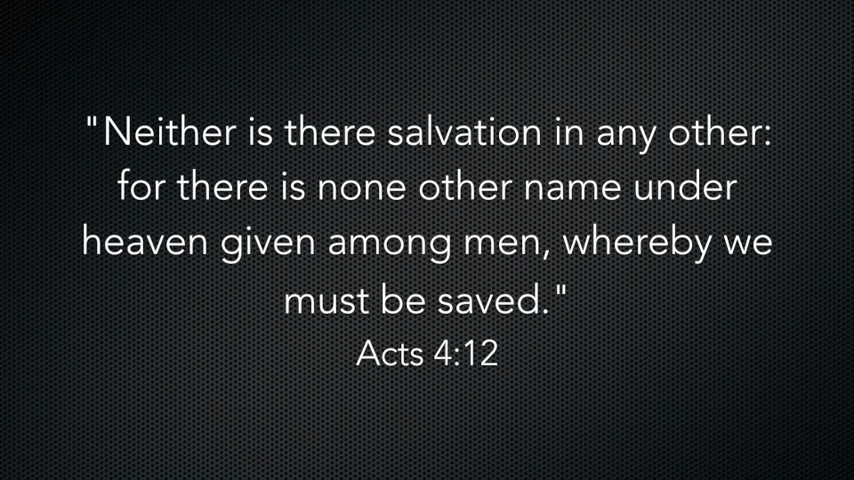 "Neither is there salvation in any other:
for there is none other name under
heaven given among men, whereby we
must be saved."
Acts 4:12